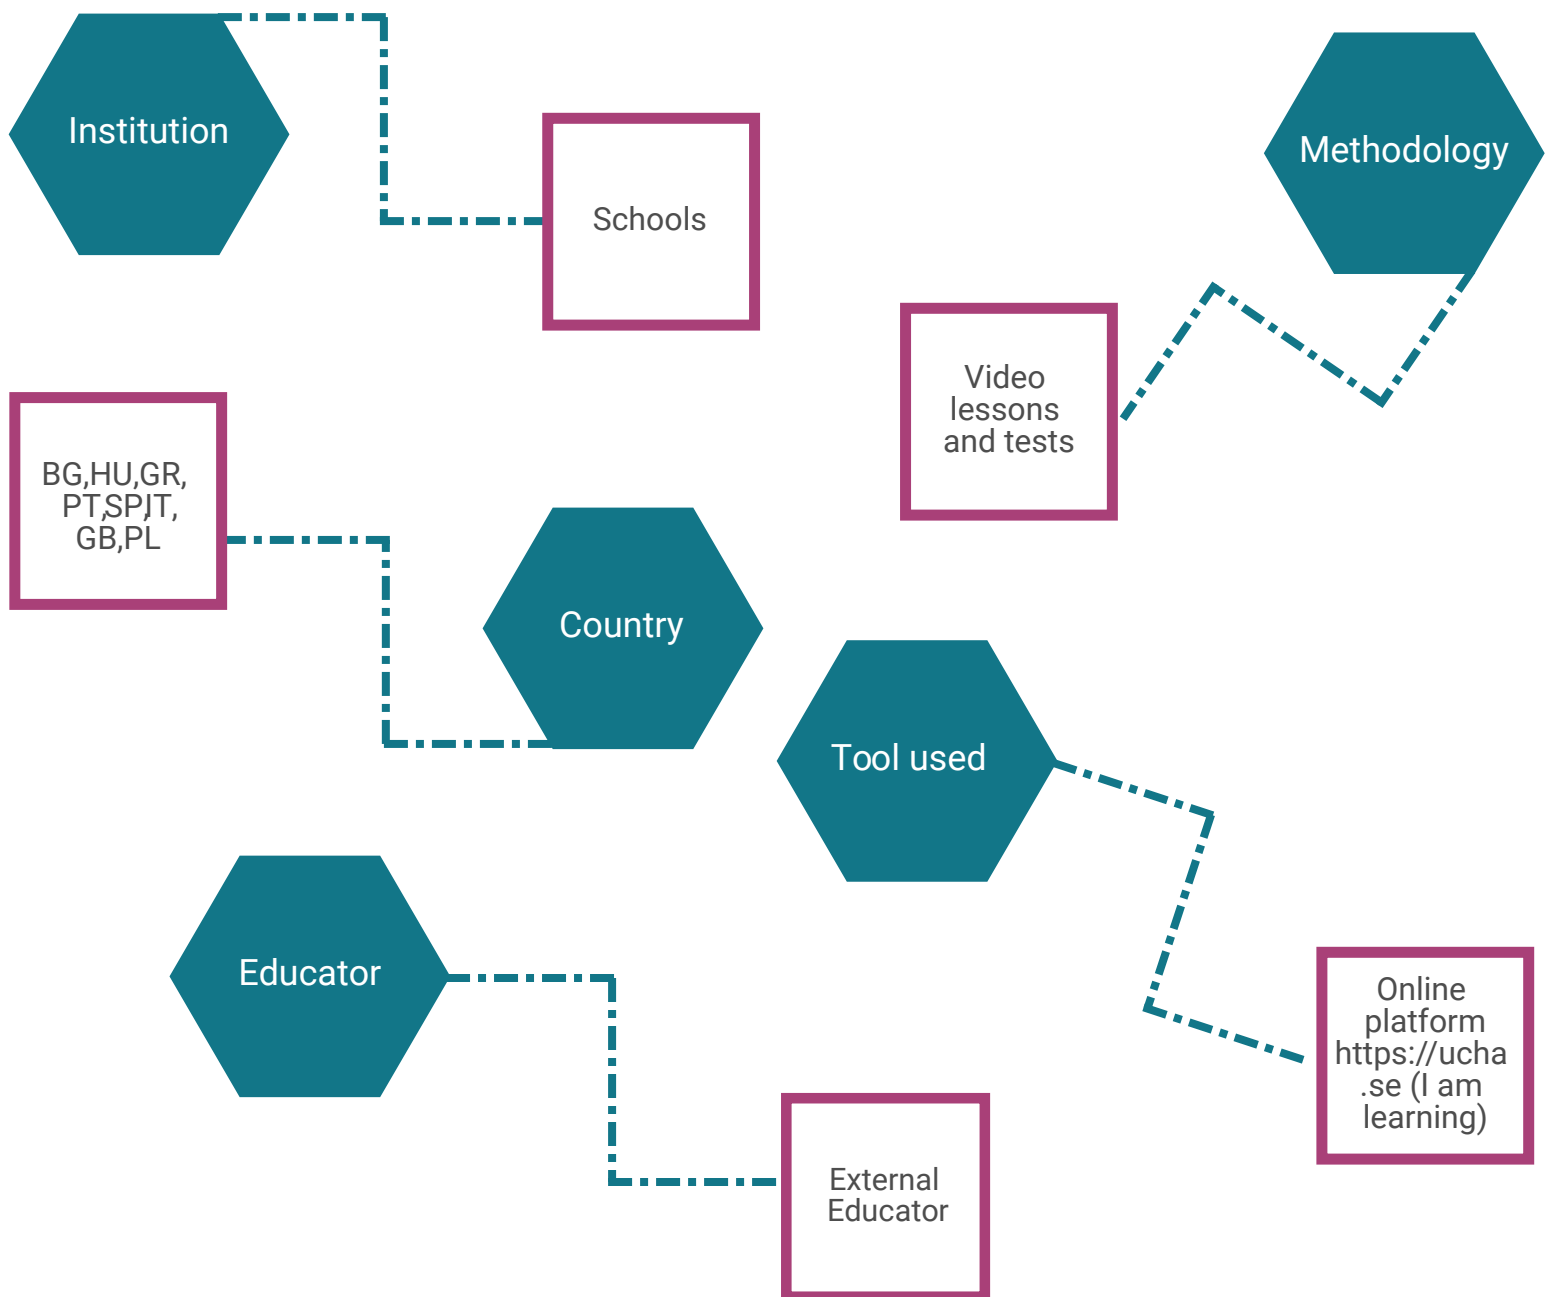 Institution
Schools
Methodology
Video
lessons
and tests
BG,HU,GR,
PT,SP,IT,
GB,PL
Country
Tool used
Educator
Online
platform
https://ucha
.se (I am
learning)
External
Educator